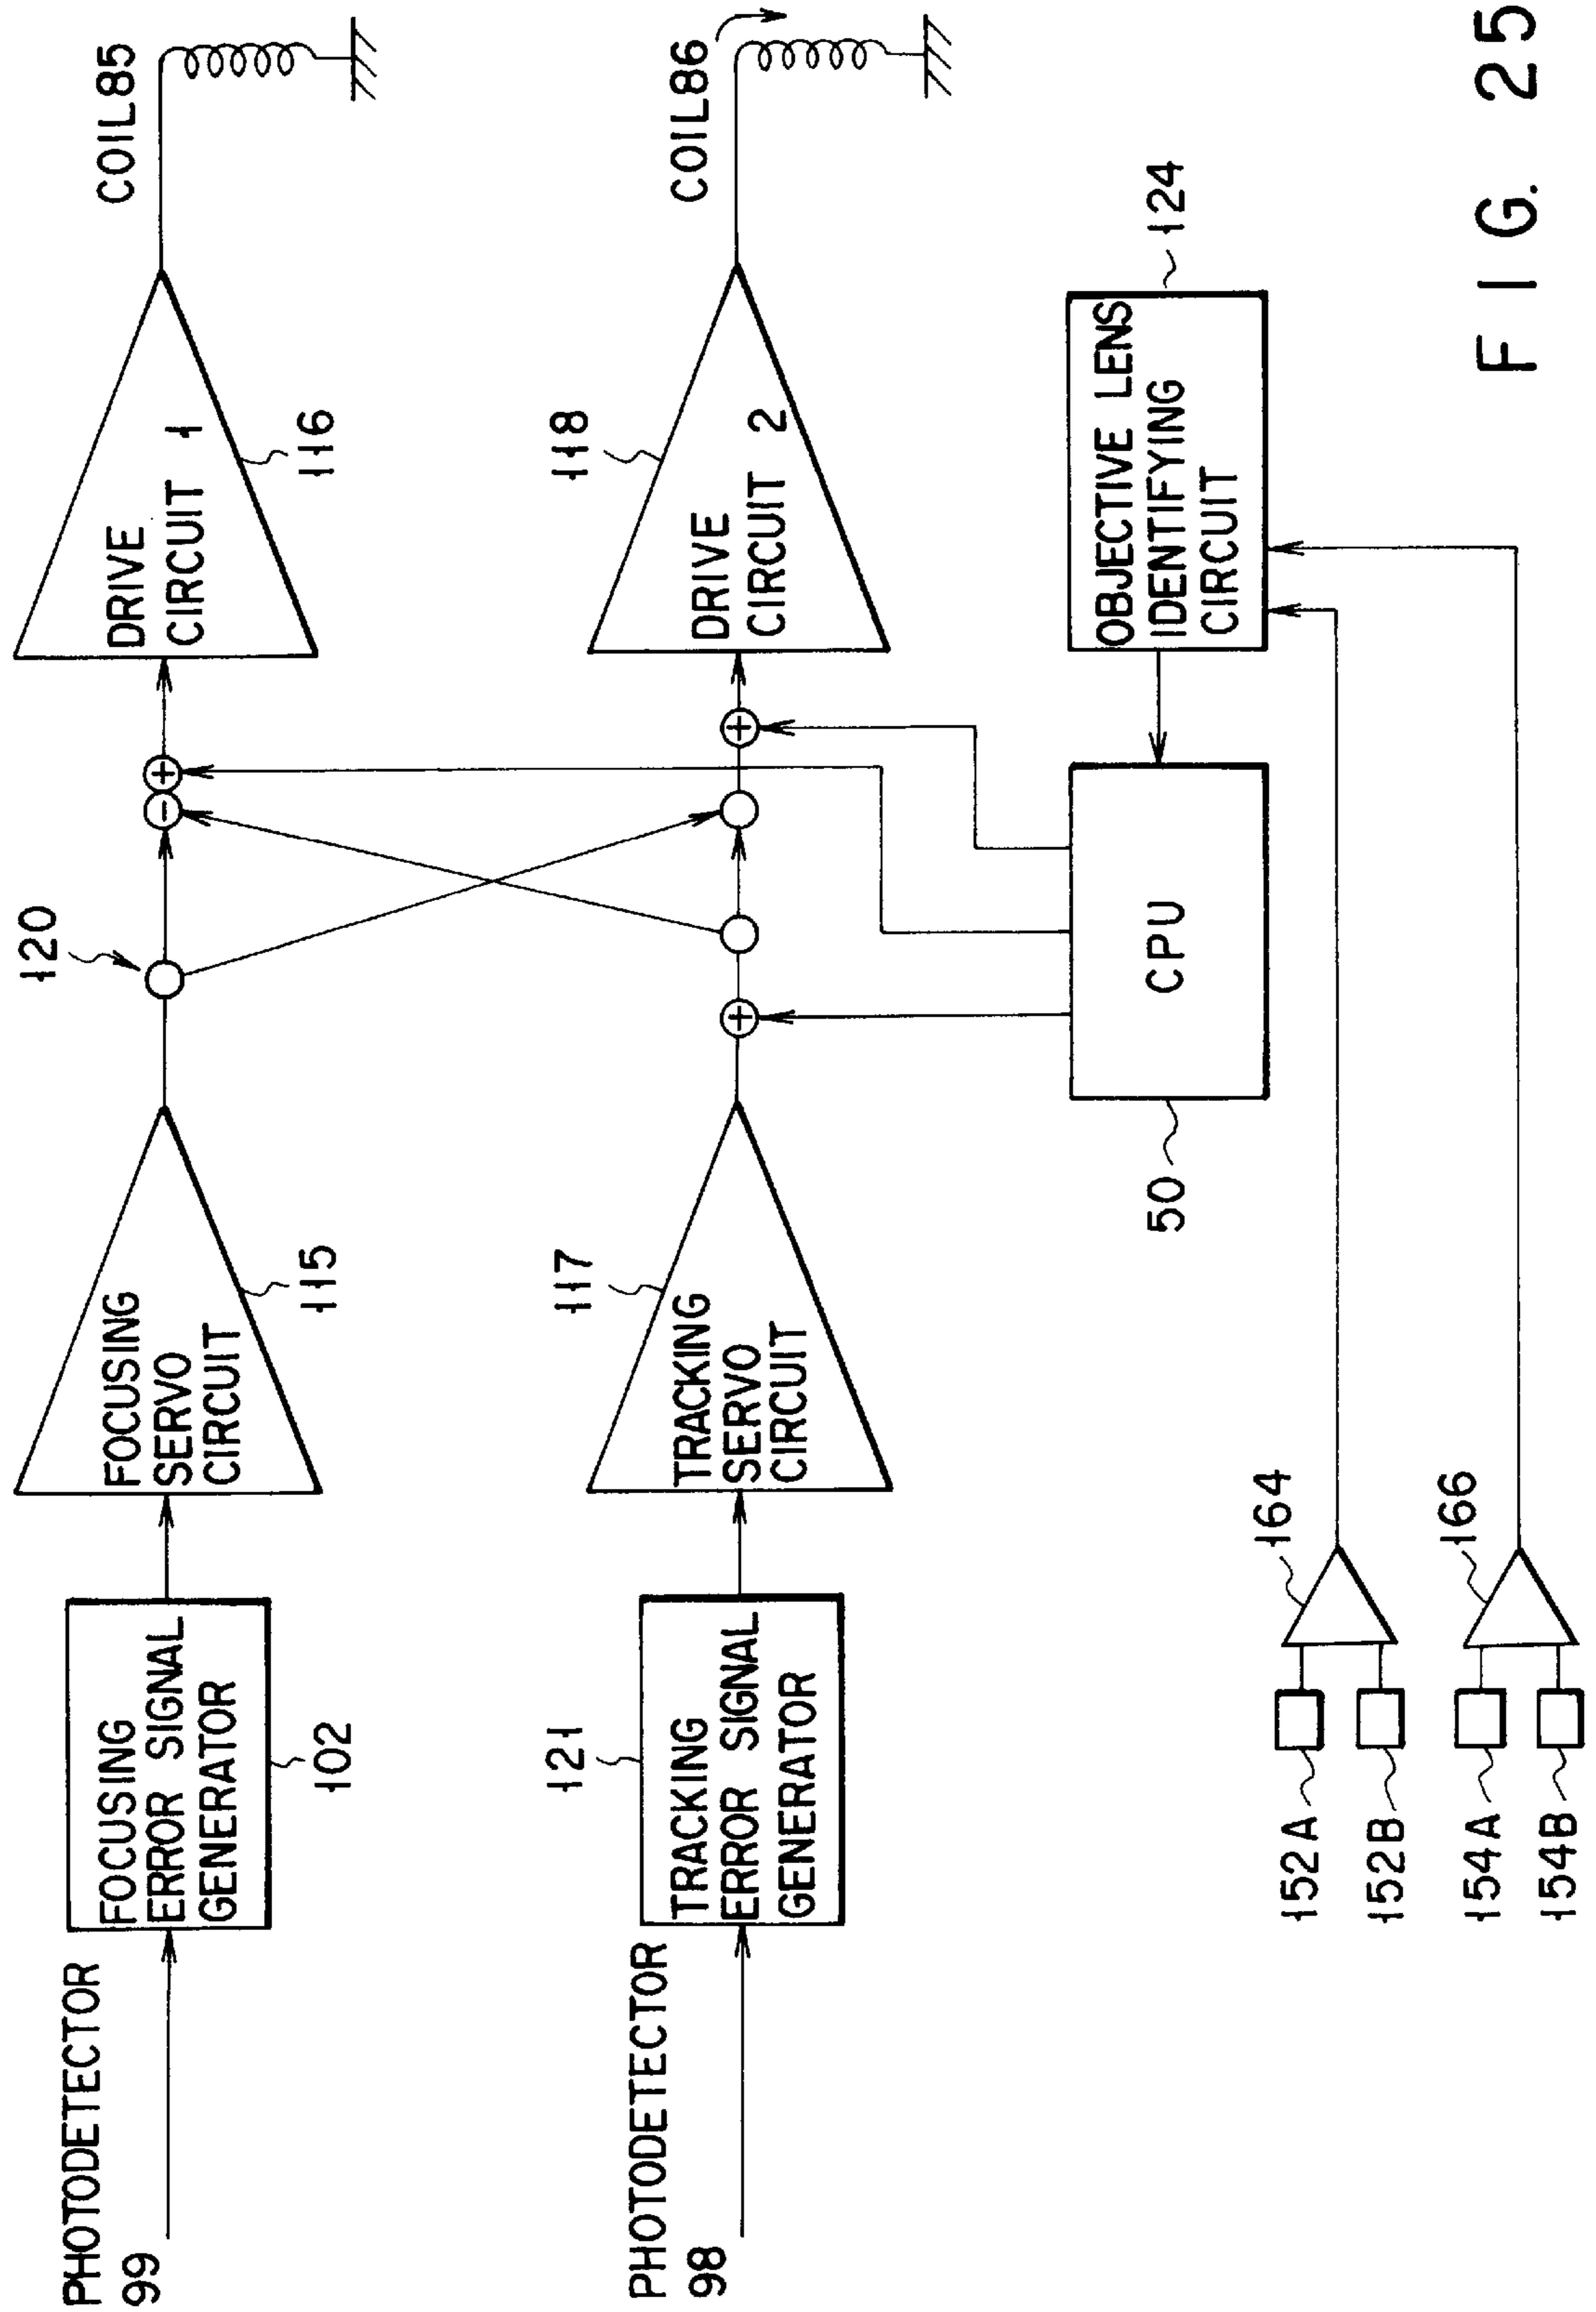 PHOTODETECTOR
99
FOCUSING
ERROR SIGNAL
GENERATOR
102
FOCUSING
SERVO
CIRCUIT
115
120
+
−
DRIVE
CIRCUIT 1
116
COIL85
PHOTODETECTOR
98
TRACKING
ERROR SIGNAL
GENERATOR
121
TRACKING
SERVO
CIRCUIT
117
+
+
DRIVE
CIRCUIT 2
118
COIL86
CPU
50
OBJECTIVE LENS
IDENTIFYING
CIRCUIT
124
152A
152B
164
154A
154B
166
FIG. 25